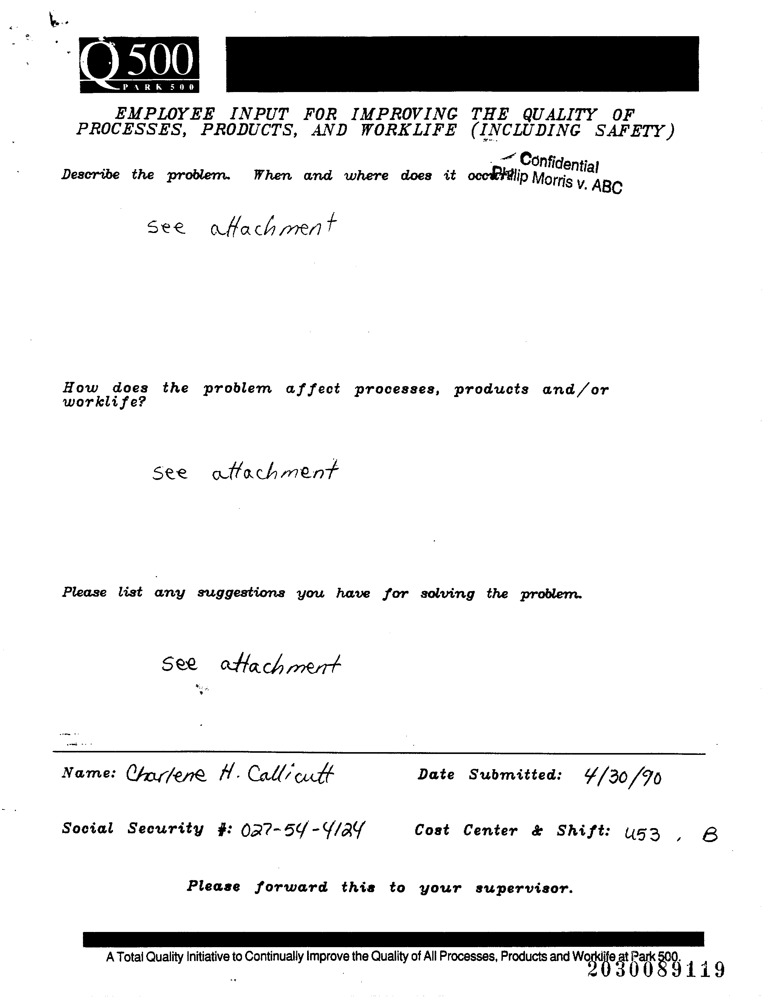 Q 500
PARK 500
EMPLOYEE INPUT FOR IMPROVING THE QUALITY OF
PROCESSES, PRODUCTS, AND WORKLIFE (INCLUDING SAFETY)
Confidential
Philip Morris v. ABC
Describe the problem. When and where does it
see attachment
How does the problem affect processes, products and/or
worklife?
see attachment
Please list any suggestions you have for solving the problem.
see attachment
Name: Charlene H. Callicutt Date Submitted: 4/30/90
Social Security #: 027-54-4124 Cost Center & Shift: U53 , B
Please forward this to your supervisor.
A Total Quality Initiative to Continually Improve the Quality of All Processes, Products and Worklife at Park 500.
2030089119